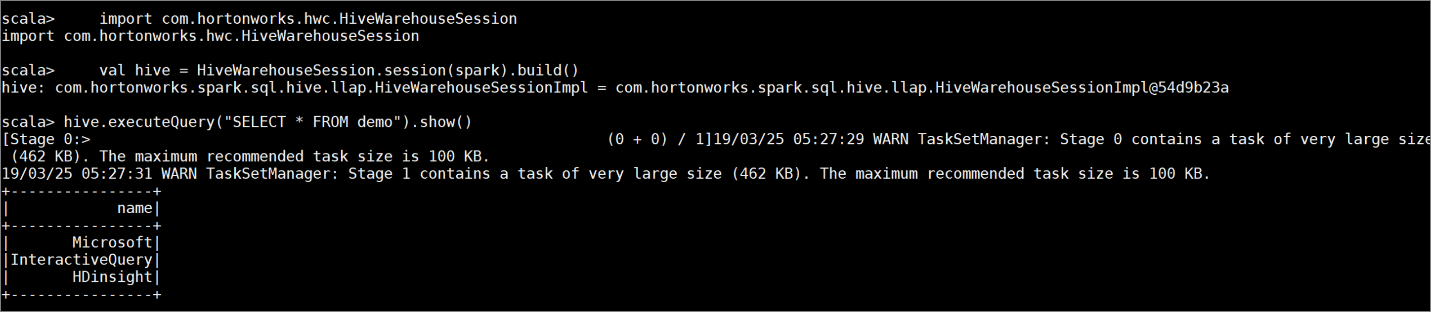 scala>     import com.hortonworks.hwc.HiveWarehouseSession
import com.hortonworks.hwc.HiveWarehouseSession
scala>     val hive = HiveWarehouseSession.session(spark).build()
hive: com.hortonworks.spark.sql.hive.llap.HiveWarehouseSessionImpl = com.hortonworks.spark.sql.hive.llap.HiveWarehouseSessionImpl@54d9b23a
scala> hive.executeQuery("SELECT * FROM demo").show()
[Stage 0:>                                                          (0 + 0) / 1]19/03/25 05:27:29 WARN TaskSetManager: Stage 0 contains a task of very large size
 (462 KB). The maximum recommended task size is 100 KB.
19/03/25 05:27:31 WARN TaskSetManager: Stage 1 contains a task of very large size (462 KB). The maximum recommended task size is 100 KB.
+----------------+
|            name|
+----------------+
|       Microsoft|
|InteractiveQuery|
|       HDinsight|
+----------------+